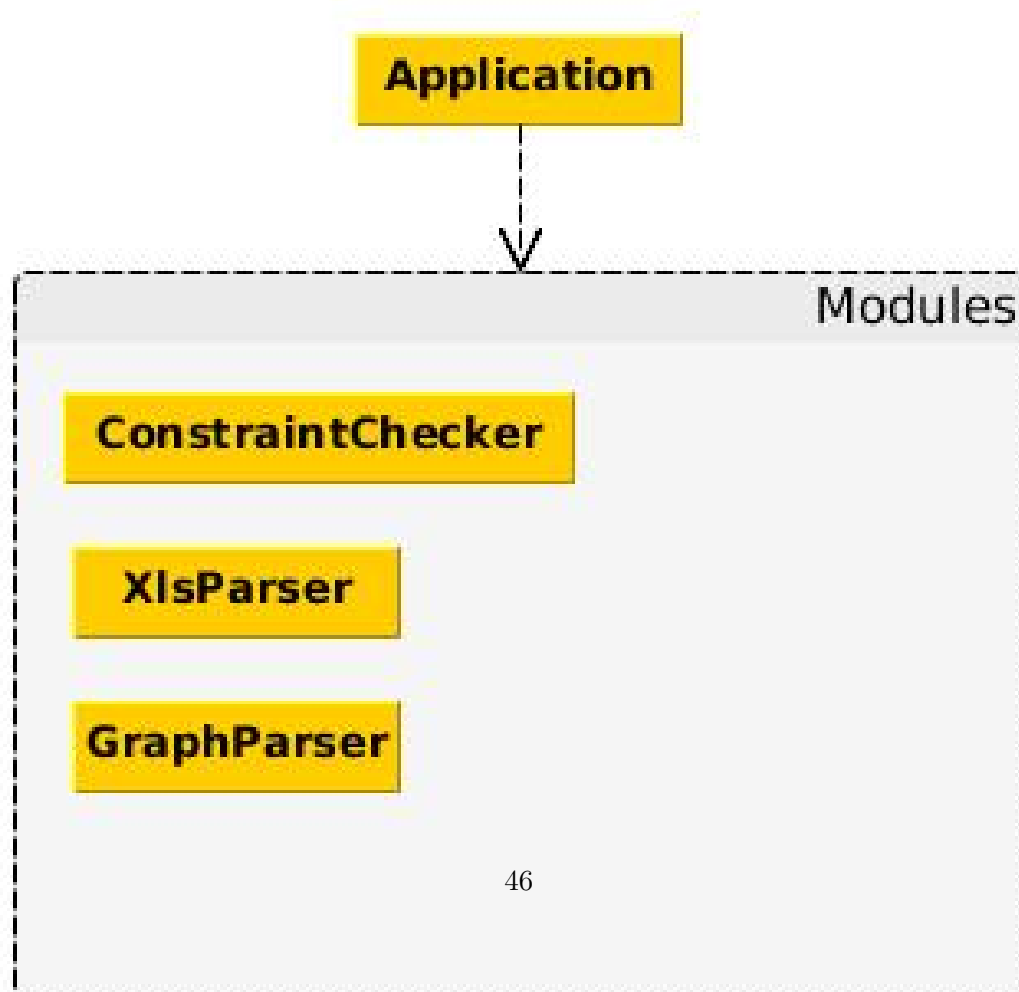 Application
Modules
ConstraintChecker
XlsParser
GraphParser
46